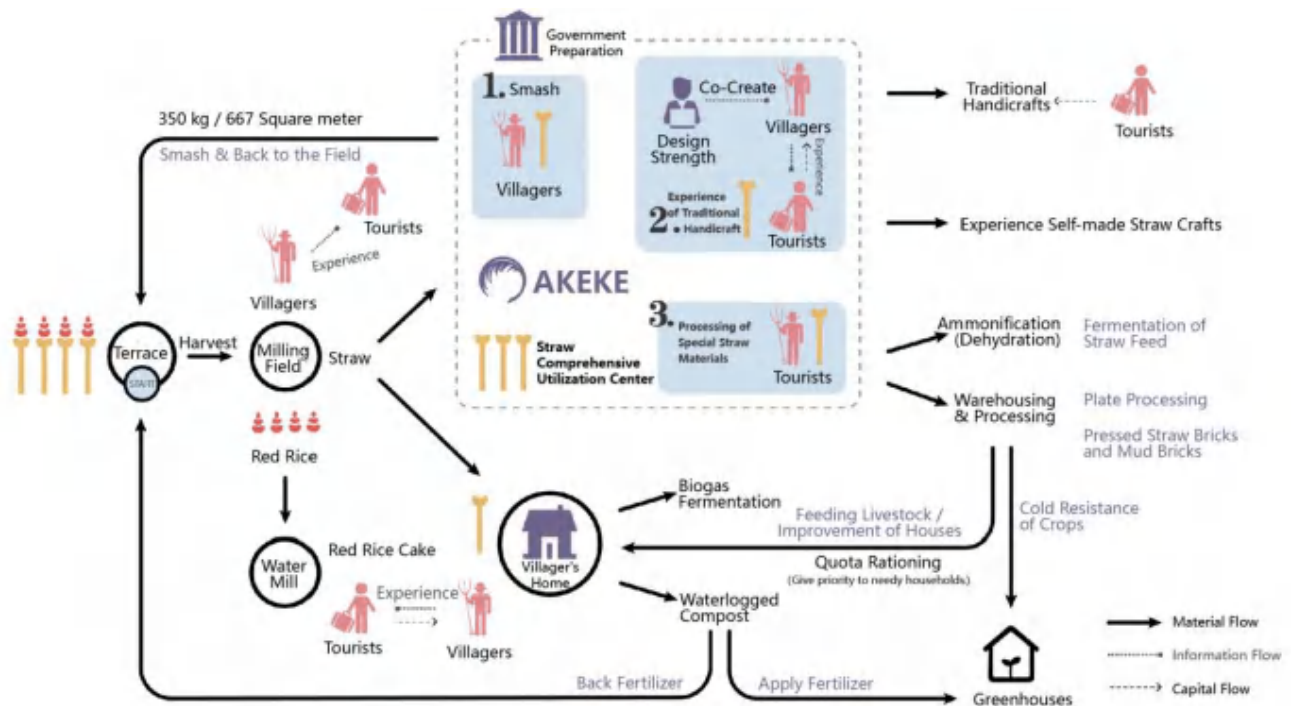 Government
Preparation
1. Smash
Villagers
Co-Create
Villagers
Design
Strength
Experience
2. Experience
of Traditional
Handicraft
Tourists
Traditional
Handicrafts
Tourists
Experience Self-made Straw Crafts
350 kg / 667 Square meter
Smash & Back to the Field
Tourists
Experience
Villagers
AKEKE
Straw
Comprehensive
Utilization Center
3. Processing of
Special Straw
Materials
Tourists
Ammonification
(Dehydration)
Fermentation of
Straw Feed
Warehousing
& Processing
Plate Processing
Pressed Straw Bricks
and Mud Bricks
Terrace
START
Harvest
Milling
Field
Straw
Red Rice
Water
Mill
Red Rice Cake
Experience
Tourists
Villagers
Villager's
Home
Biogas
Fermentation
Waterlogged
Compost
Feeding Livestock /
Improvement of Houses
Quota Rationing
(Give priority to needy households.)
Cold Resistance
of Crops
Back Fertilizer
Apply Fertilizer
Greenhouses
Material Flow
Information Flow
Capital Flow